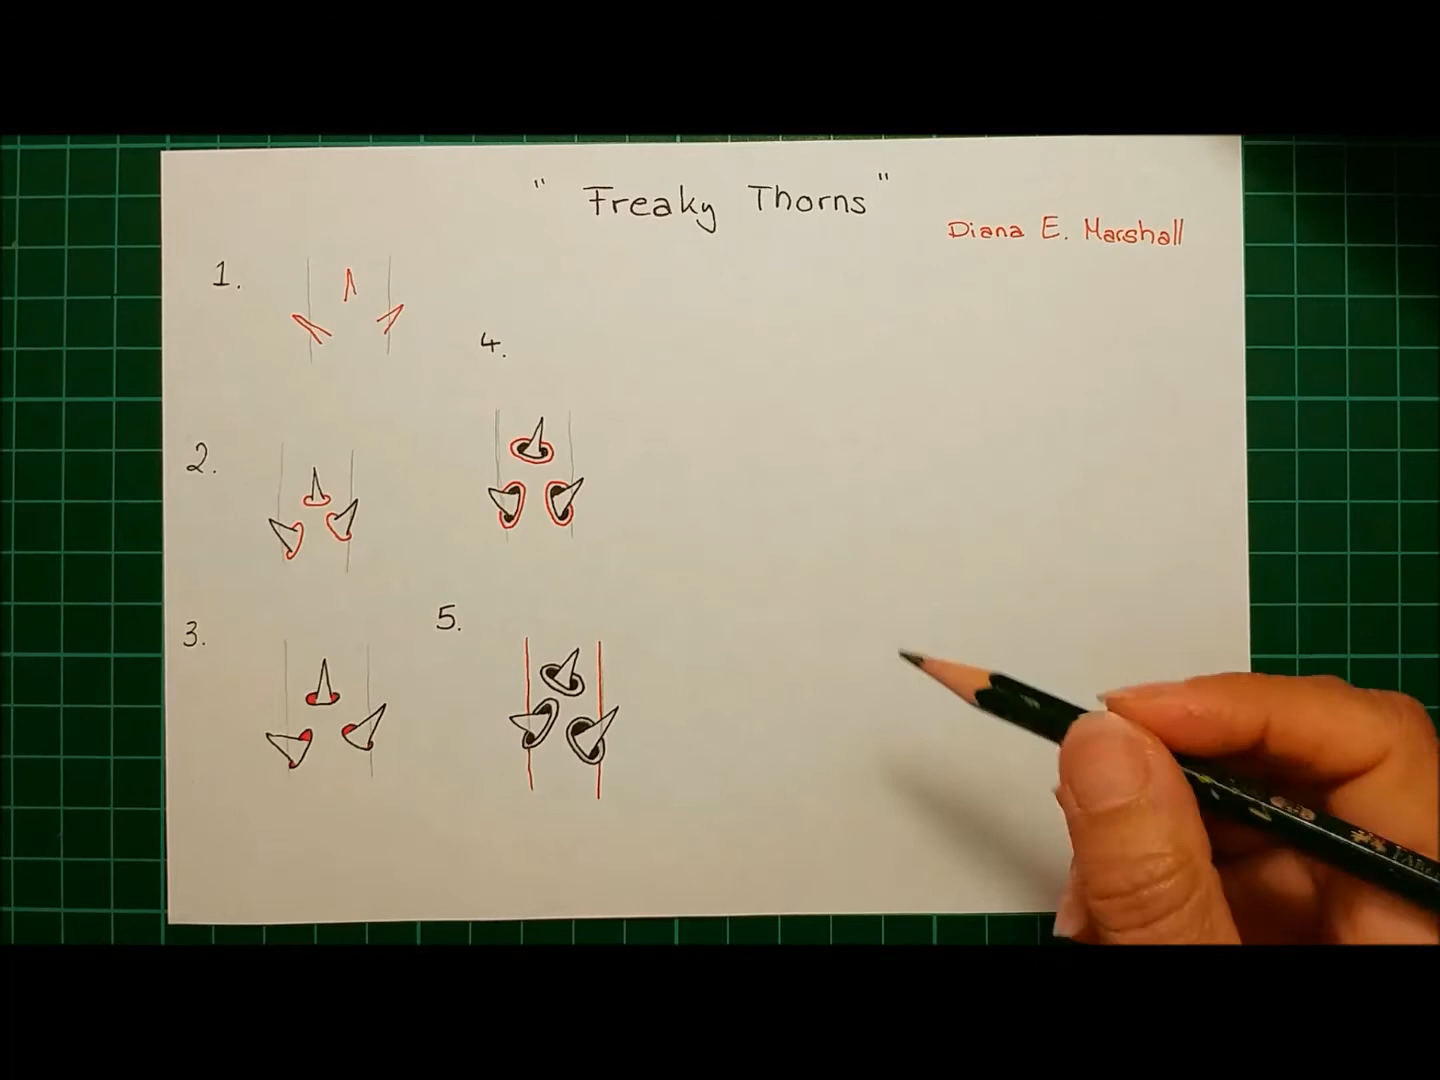 " Freaky Thorns "
Diana E. Marshall
1.
4.
2.
5.
3.